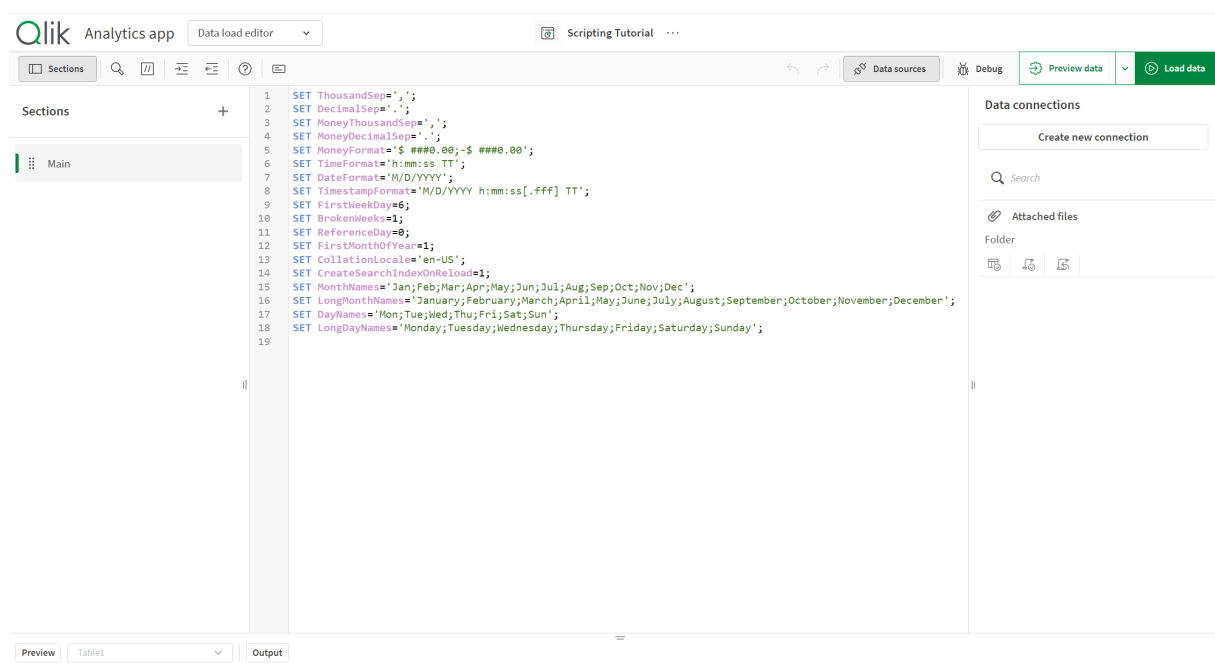 Qlik Analytics app Data load editor Scripting Tutorial ...
Sections // ? Data sources Debug Preview data Load data
Sections +
Main
1 SET ThousandSep=',';
2 SET DecimalSep='.';
3 SET MoneyThousandSep=',';
4 SET MoneyDecimalSep='.';
5 SET MoneyFormat='$ ###0.00;-$ ###0.00';
6 SET TimeFormat='h:mm:ss TT';
7 SET DateFormat='M/D/YYYY';
8 SET TimestampFormat='M/D/YYYY h:mm:ss[.fff] TT';
9 SET FirstWeekDay=6;
10 SET BrokenWeeks=1;
11 SET ReferenceDay=0;
12 SET FirstMonthOfYear=1;
13 SET CollationLocale='en-US';
14 SET CreateSearchIndexOnReload=1;
15 SET MonthNames='Jan;Feb;Mar;Apr;May;Jun;Jul;Aug;Sep;Oct;Nov;Dec';
16 SET LongMonthNames='January;February;March;April;May;June;July;August;September;October;November;December';
17 SET DayNames='Mon;Tue;Wed;Thu;Fri;Sat;Sun';
18 SET LongDayNames='Monday;Tuesday;Wednesday;Thursday;Friday;Saturday;Sunday';
19
Data connections
Create new connection
Search
Attached files
Folder
Preview Table1 Output